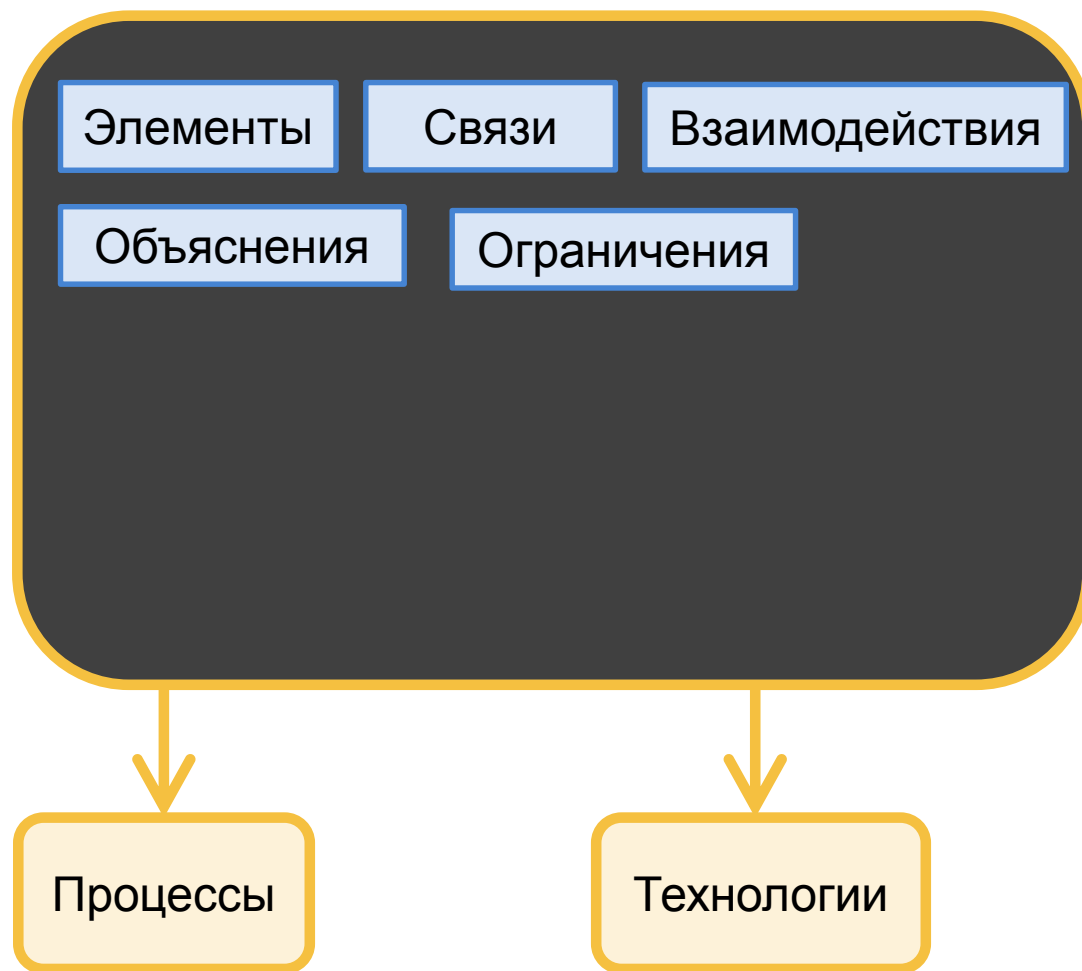 Элементы
Связи
Взаимодействия
Объяснения
Ограничения
Процессы
Технологии